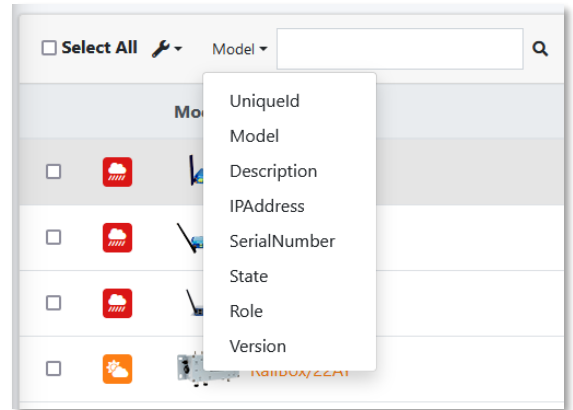 Select All Model
UniqueId
Model
Description
IPAddress
SerialNumber
State
Role
Version